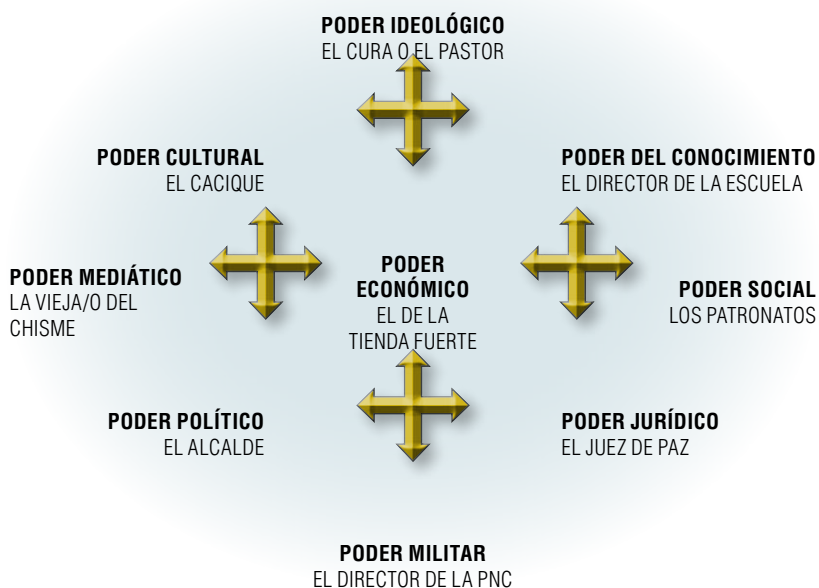 PODER IDEOLÓGICO
EL CURA O EL PASTOR
PODER CULTURAL
EL CACIQUE
PODER DEL CONOCIMIENTO
EL DIRECTOR DE LA ESCUELA
PODER MEDIÁTICO
LA VIEJA/O DEL
CHISME
PODER
ECONÓMICO
EL DE LA
TIENDA FUERTE
PODER SOCIAL
LOS PATRONATOS
PODER POLÍTICO
EL ALCALDE
PODER JURÍDICO
EL JUEZ DE PAZ
PODER MILITAR
EL DIRECTOR DE LA PNC